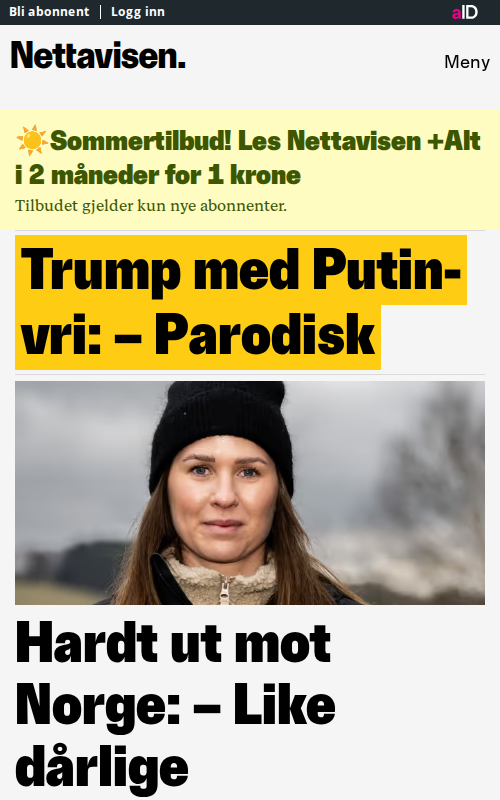 Bli abonnent | Logg inn
aID
Nettavisen.
Meny
☀️Sommertilbud! Les Nettavisen +Alt
i 2 måneder for 1 krone
Tilbudet gjelder kun nye abonnenter.
Trump med Putin-
vri: – Parodisk
Hardt ut mot
Norge: – Like
dårlige